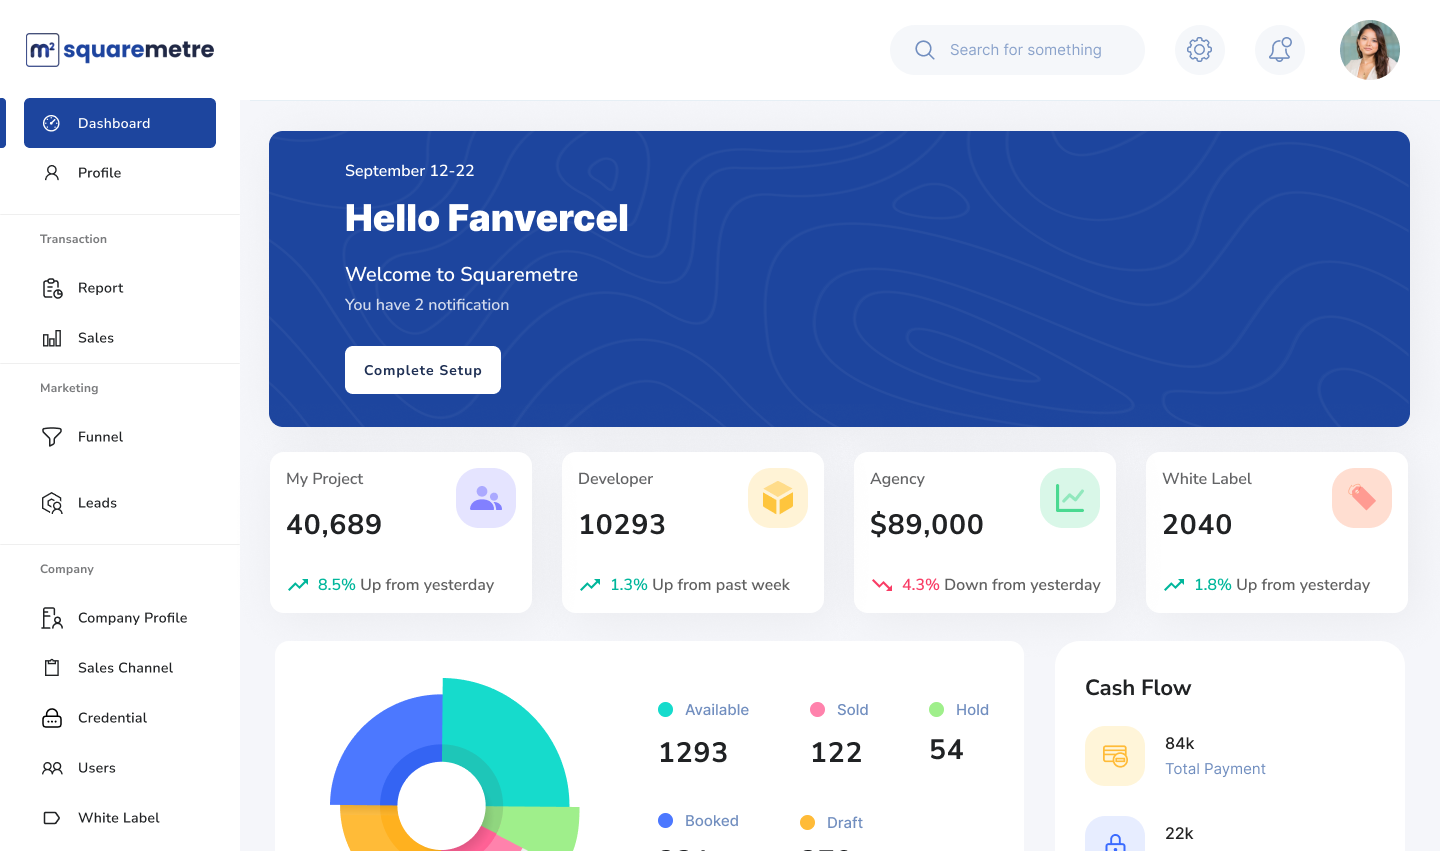 m² squaremetre
Search for something
Dashboard
Profile
Transaction
Report
Sales
Marketing
Funnel
Leads
Company
Company Profile
Sales Channel
Credential
Users
White Label
September 12-22
Hello Fanvercel
Welcome to Squaremetre
You have 2 notification
Complete Setup
My Project
40,689
8.5% Up from yesterday
Developer
10293
1.3% Up from past week
Agency
$89,000
4.3% Down from yesterday
White Label
2040
1.8% Up from yesterday
Available
1293
Sold
122
Hold
54
Booked
Draft
Cash Flow
84k
Total Payment
22k